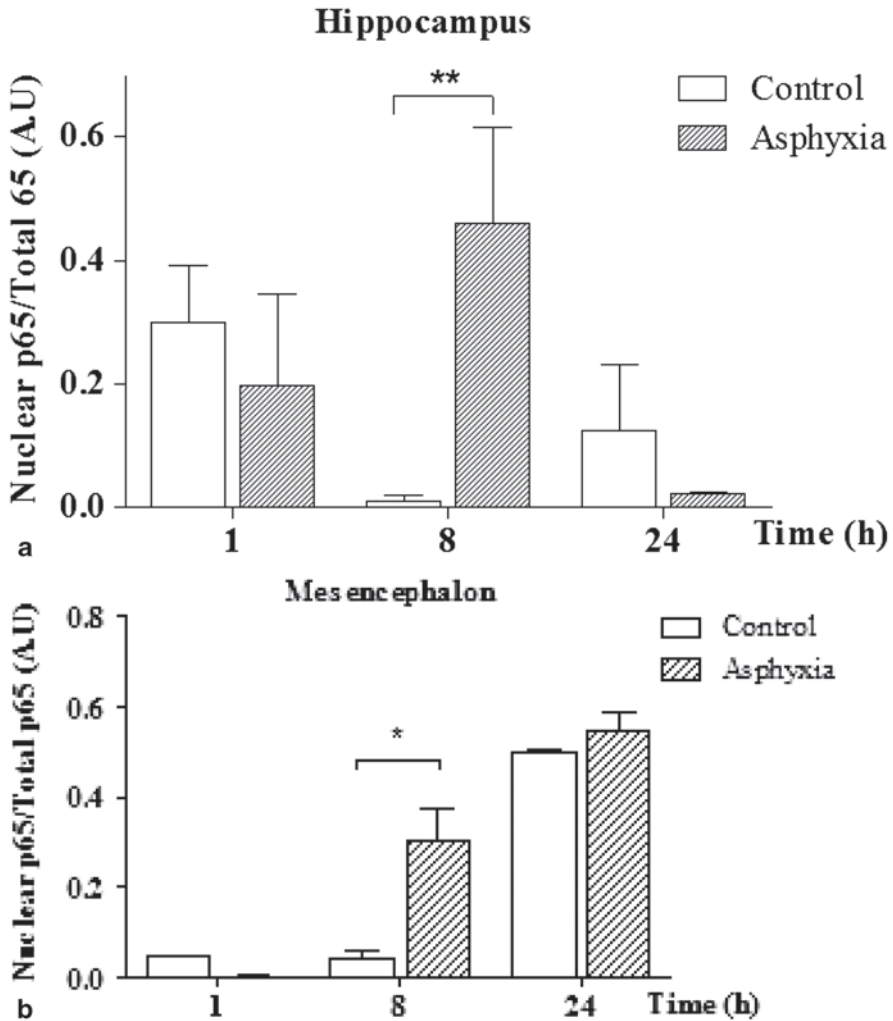 Hippocampus
Nuclear p65/Total 65 (A.U)
**
Control
Asphyxia
0.6
0.4
0.2
0.0
1
8
24
Time (h)
a
Mesencephalon
Nuclear p65/Total p65 (A.U)
*
Control
Asphyxia
0.8
0.6
0.4
0.2
0.0
1
8
24
Time (h)
b